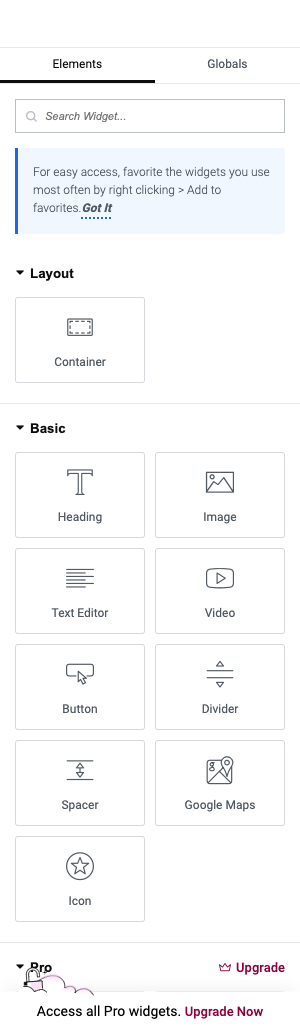 Elements Globals
Search Widget...
For easy access, favorite the widgets you use
most often by right clicking > Add to
favorites. Got It
Layout
Container
Basic
Heading Image
Text Editor Video
Button Divider
Spacer Google Maps
Icon
Pro Upgrade
Access all Pro widgets. Upgrade Now